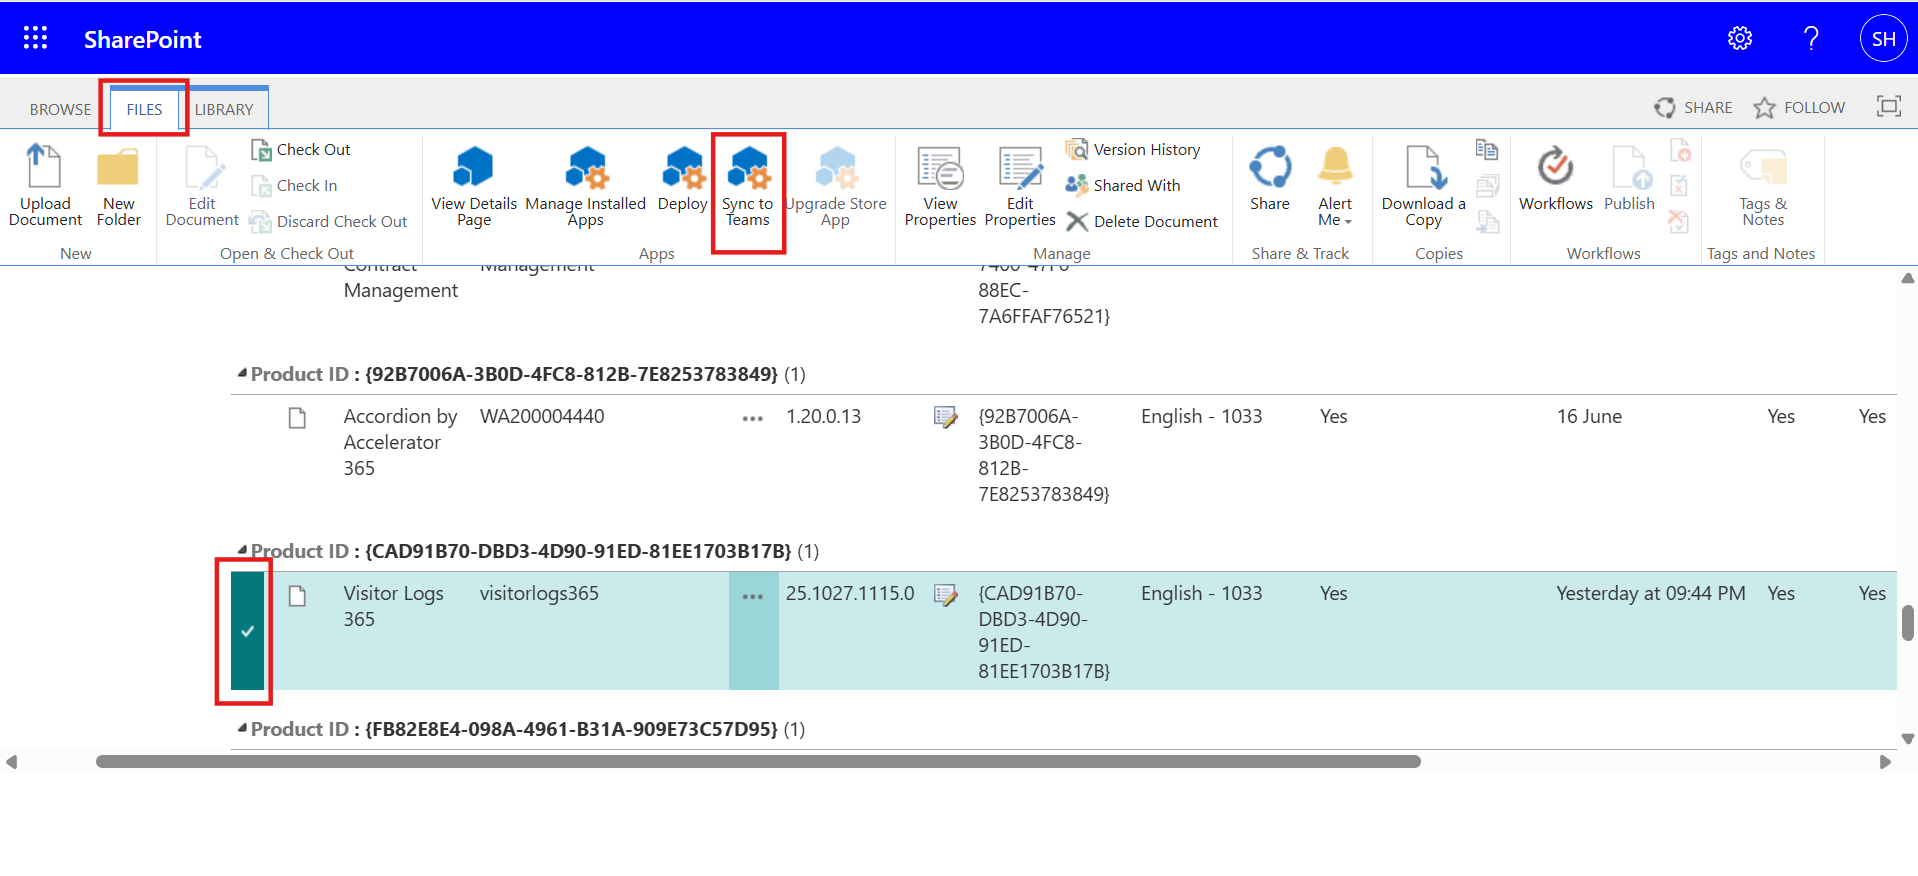 SharePoint
SH
BROWSE FILES LIBRARY SHARE FOLLOW
Upload Document
New Folder
New
Edit Document
Check Out
Check In
Discard Check Out
Open & Check Out
View Details Page
Manage Installed Apps
Deploy
Sync to Teams
Upgrade Store App
Apps
View Properties
Edit Properties
Version History
Shared With
Delete Document
Manage
Share
Alert Me
Share & Track
Download a Copy
Copies
Workflows
Publish
Workflows
Tags & Notes
Tags and Notes
Contract Management
Management
88EC-
7A6FFAF76521}
Product ID : {92B7006A-3B0D-4FC8-812B-7E8253783849} (1)
Accordion by Accelerator 365
WA200004440
... 1.20.0.13
{92B7006A-
3B0D-4FC8-
812B-
7E8253783849}
English - 1033
Yes
16 June
Yes
Yes
Product ID : {CAD91B70-DBD3-4D90-91ED-81EE1703B17B} (1)
Visitor Logs 365
visitorlogs365
... 25.1027.1115.0
{CAD91B70-
DBD3-4D90-
91ED-
81EE1703B17B}
English - 1033
Yes
Yesterday at 09:44 PM
Yes
Yes
Product ID : {FB82E8E4-098A-4961-B31A-909E73C57D95} (1)